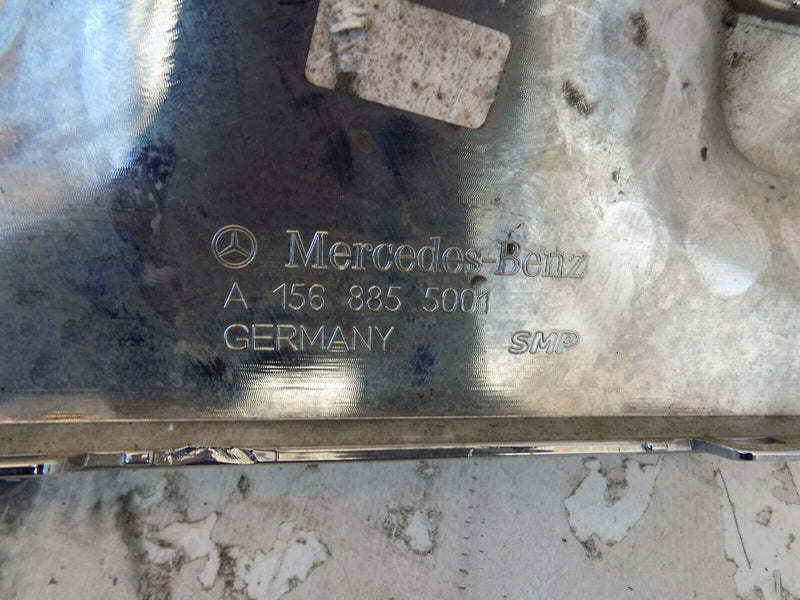 Mercedes-Benz
A 156 885 5001
GERMANY SMP